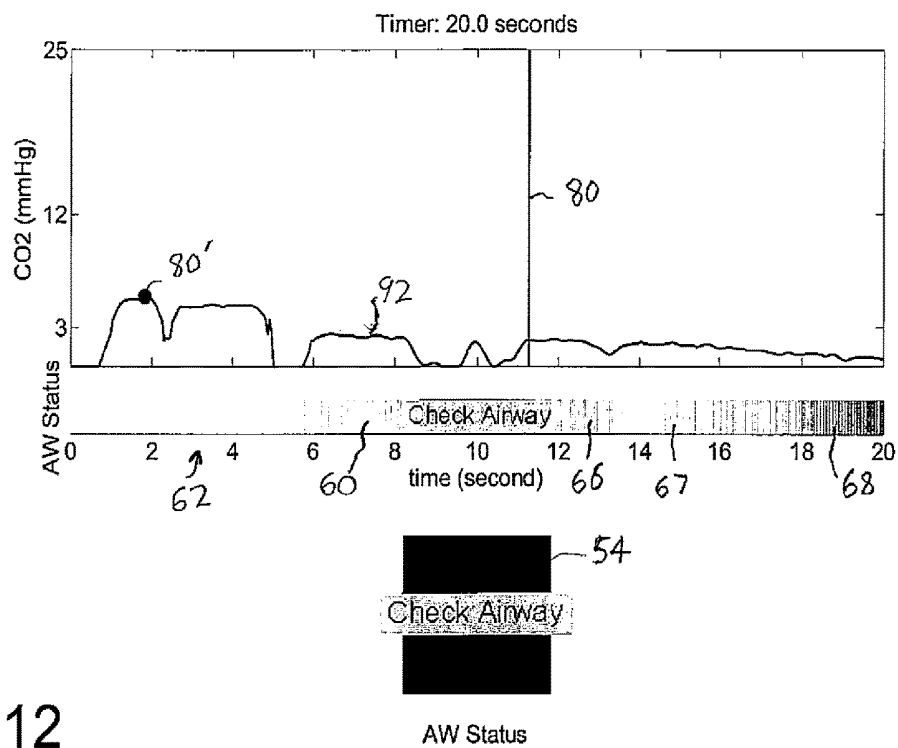 Timer: 20.0 seconds
25
12
3
CO2 (mmHg)
80
80'
92
AW Status
Check Airway
0 2 4 6 8 10 12 14 16 18 20
62
60
time (second)
66
67
68
54
Check Airway
12
AW Status